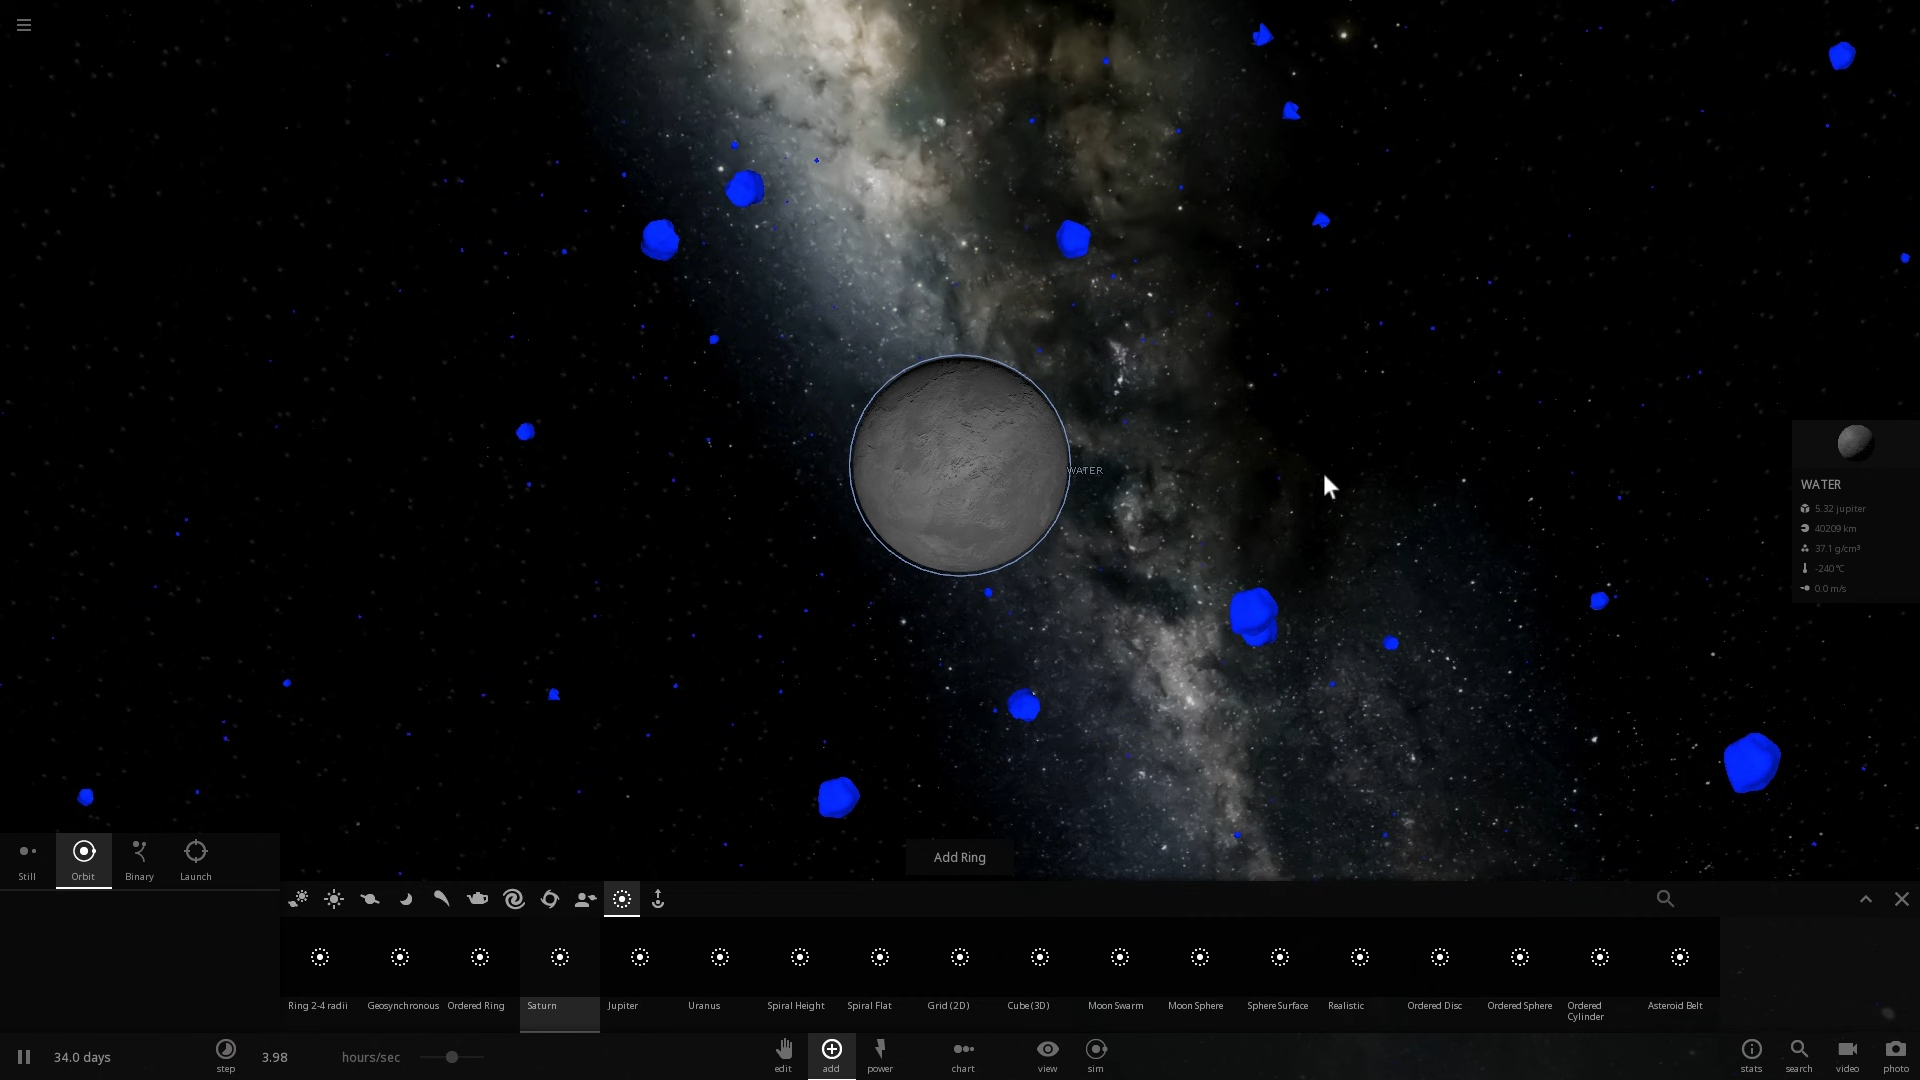 WATER
WATER
5.32 jupiter
40209 km
37.1 g/cm³
-240 °C
0.0 m/s
Add Ring
Still
Orbit
Binary
Launch
Ring 2-4 radii
Geosynchronous
Ordered Ring
Saturn
Jupiter
Uranus
Spiral Height
Spiral Flat
Grid (2D)
Cube (3D)
Moon Swarm
Moon Sphere
Sphere Surface
Realistic
Ordered Disc
Ordered Sphere
Ordered
Cylinder
Asteroid Belt
34.0 days
step
3.98
hours/sec
edit
add
power
chart
view
sim
stats
search
video
photo